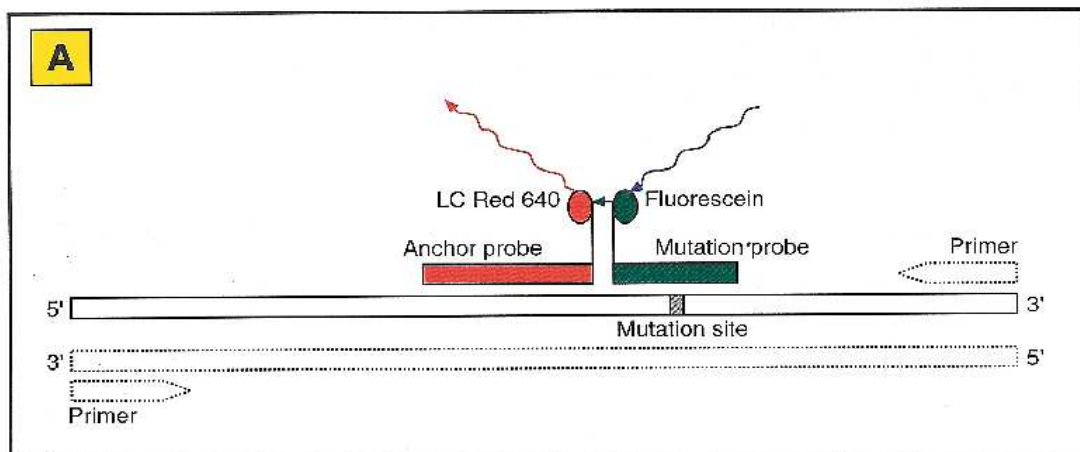 A
LC Red 640
Fluorescein
Anchor probe
Mutation probe
Primer
5'
3'
Mutation site
3'
5'
Primer